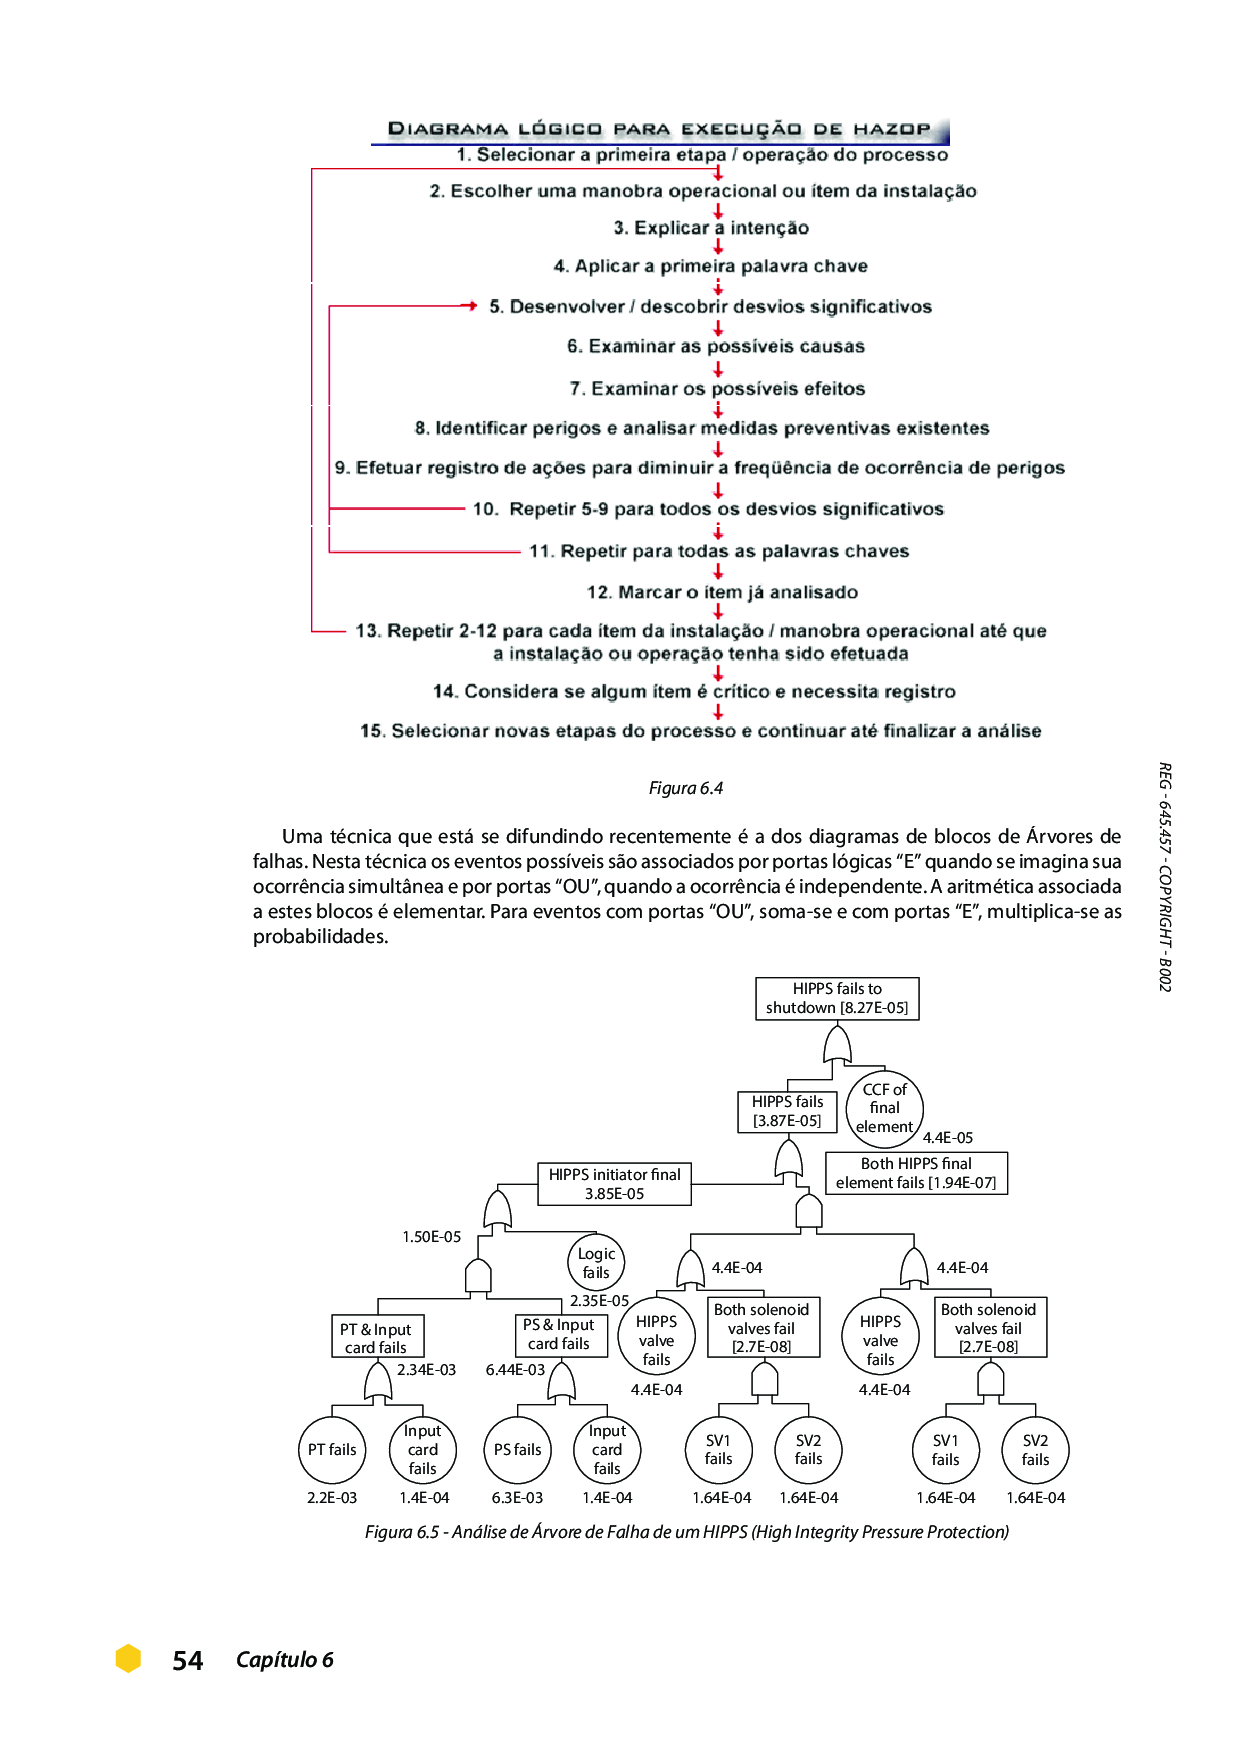 DIAGRAMA LÓGICO PARA EXECUÇÃO DE HAZOP
1. Selecionar a primeira etapa / operação do processo
2. Escolher uma manobra operacional ou ítem da instalação
3. Explicar a intenção
4. Aplicar a primeira palavra chave
5. Desenvolver / descobrir desvios significativos
6. Examinar as possíveis causas
7. Examinar os possíveis efeitos
8. Identificar perigos e analisar medidas preventivas existentes
9. Efetuar registro de ações para diminuir a freqüência de ocorrência de perigos
10. Repetir 5-9 para todos os desvios significativos
11. Repetir para todas as palavras chaves
12. Marcar o ítem já analisado
13. Repetir 2-12 para cada ítem da instalação / manobra operacional até que
a instalação ou operação tenha sido efetuada
14. Considera se algum ítem é crítico e necessita registro
15. Selecionar novas etapas do processo e continuar até finalizar a análise
Figura 6.4
Uma técnica que está se difundindo recentemente é a dos diagramas de blocos de Árvores de
falhas. Nesta técnica os eventos possíveis são associados por portas lógicas “E” quando se imagina sua
ocorrência simultânea e por portas “OU”, quando a ocorrência é independente. A aritmética associada
a estes blocos é elementar. Para eventos com portas “OU”, soma-se e com portas “E”, multiplica-se as
probabilidades.
HIPPS fails to
shutdown [8.27E-05]
HIPPS fails
[3.87E-05]
CCF of
final
element
4.4E-05
Both HIPPS final
element fails [1.94E-07]
HIPPS initiator final
3.85E-05
1.50E-05
Logic
fails
2.35E-05
4.4E-04
4.4E-04
PT & Input
card fails
2.34E-03
PS & Input
card fails
6.44E-03
HIPPS
valve
fails
4.4E-04
Both solenoid
valves fail
[2.7E-08]
HIPPS
valve
fails
4.4E-04
Both solenoid
valves fail
[2.7E-08]
PT fails
2.2E-03
Input
card
fails
1.4E-04
PS fails
6.3E-03
Input
card
fails
1.4E-04
SV1
fails
1.64E-04
SV2
fails
1.64E-04
SV1
fails
1.64E-04
SV2
fails
1.64E-04
Figura 6.5 - Análise de Árvore de Falha de um HIPPS (High Integrity Pressure Protection)
REG - 645.457 - COPYRIGHT - B002
54 Capítulo 6